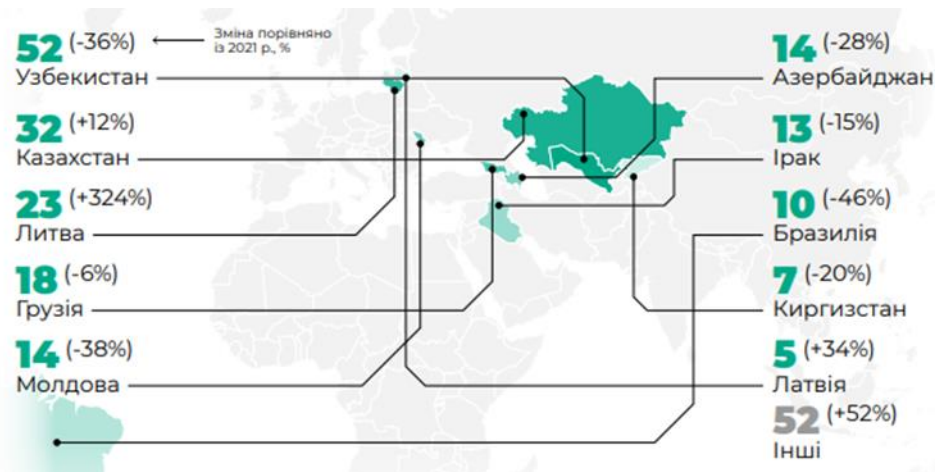 52 (-36%)
Узбекистан
Зміна порівняно
із 2021 р., %
32 (+12%)
Казахстан
23 (+324%)
Литва
18 (-6%)
Грузія
14 (-38%)
Молдова
14 (-28%)
Азербайджан
13 (-15%)
Ірак
10 (-46%)
Бразилія
7 (-20%)
Киргизстан
5 (+34%)
Латвія
52 (+52%)
Інші